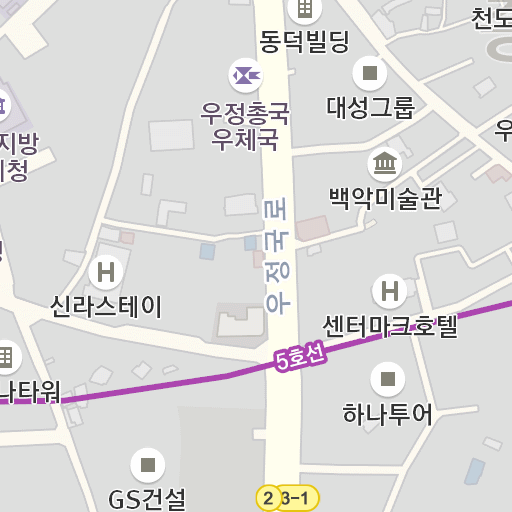 천도
동덕빌딩
대성그룹
우정총국
우체국
우
지방
청
백악미술관
우정국로
신라스테이
센터마크호텔
5호선
나타워
하나투어
GS건설
2
3-1